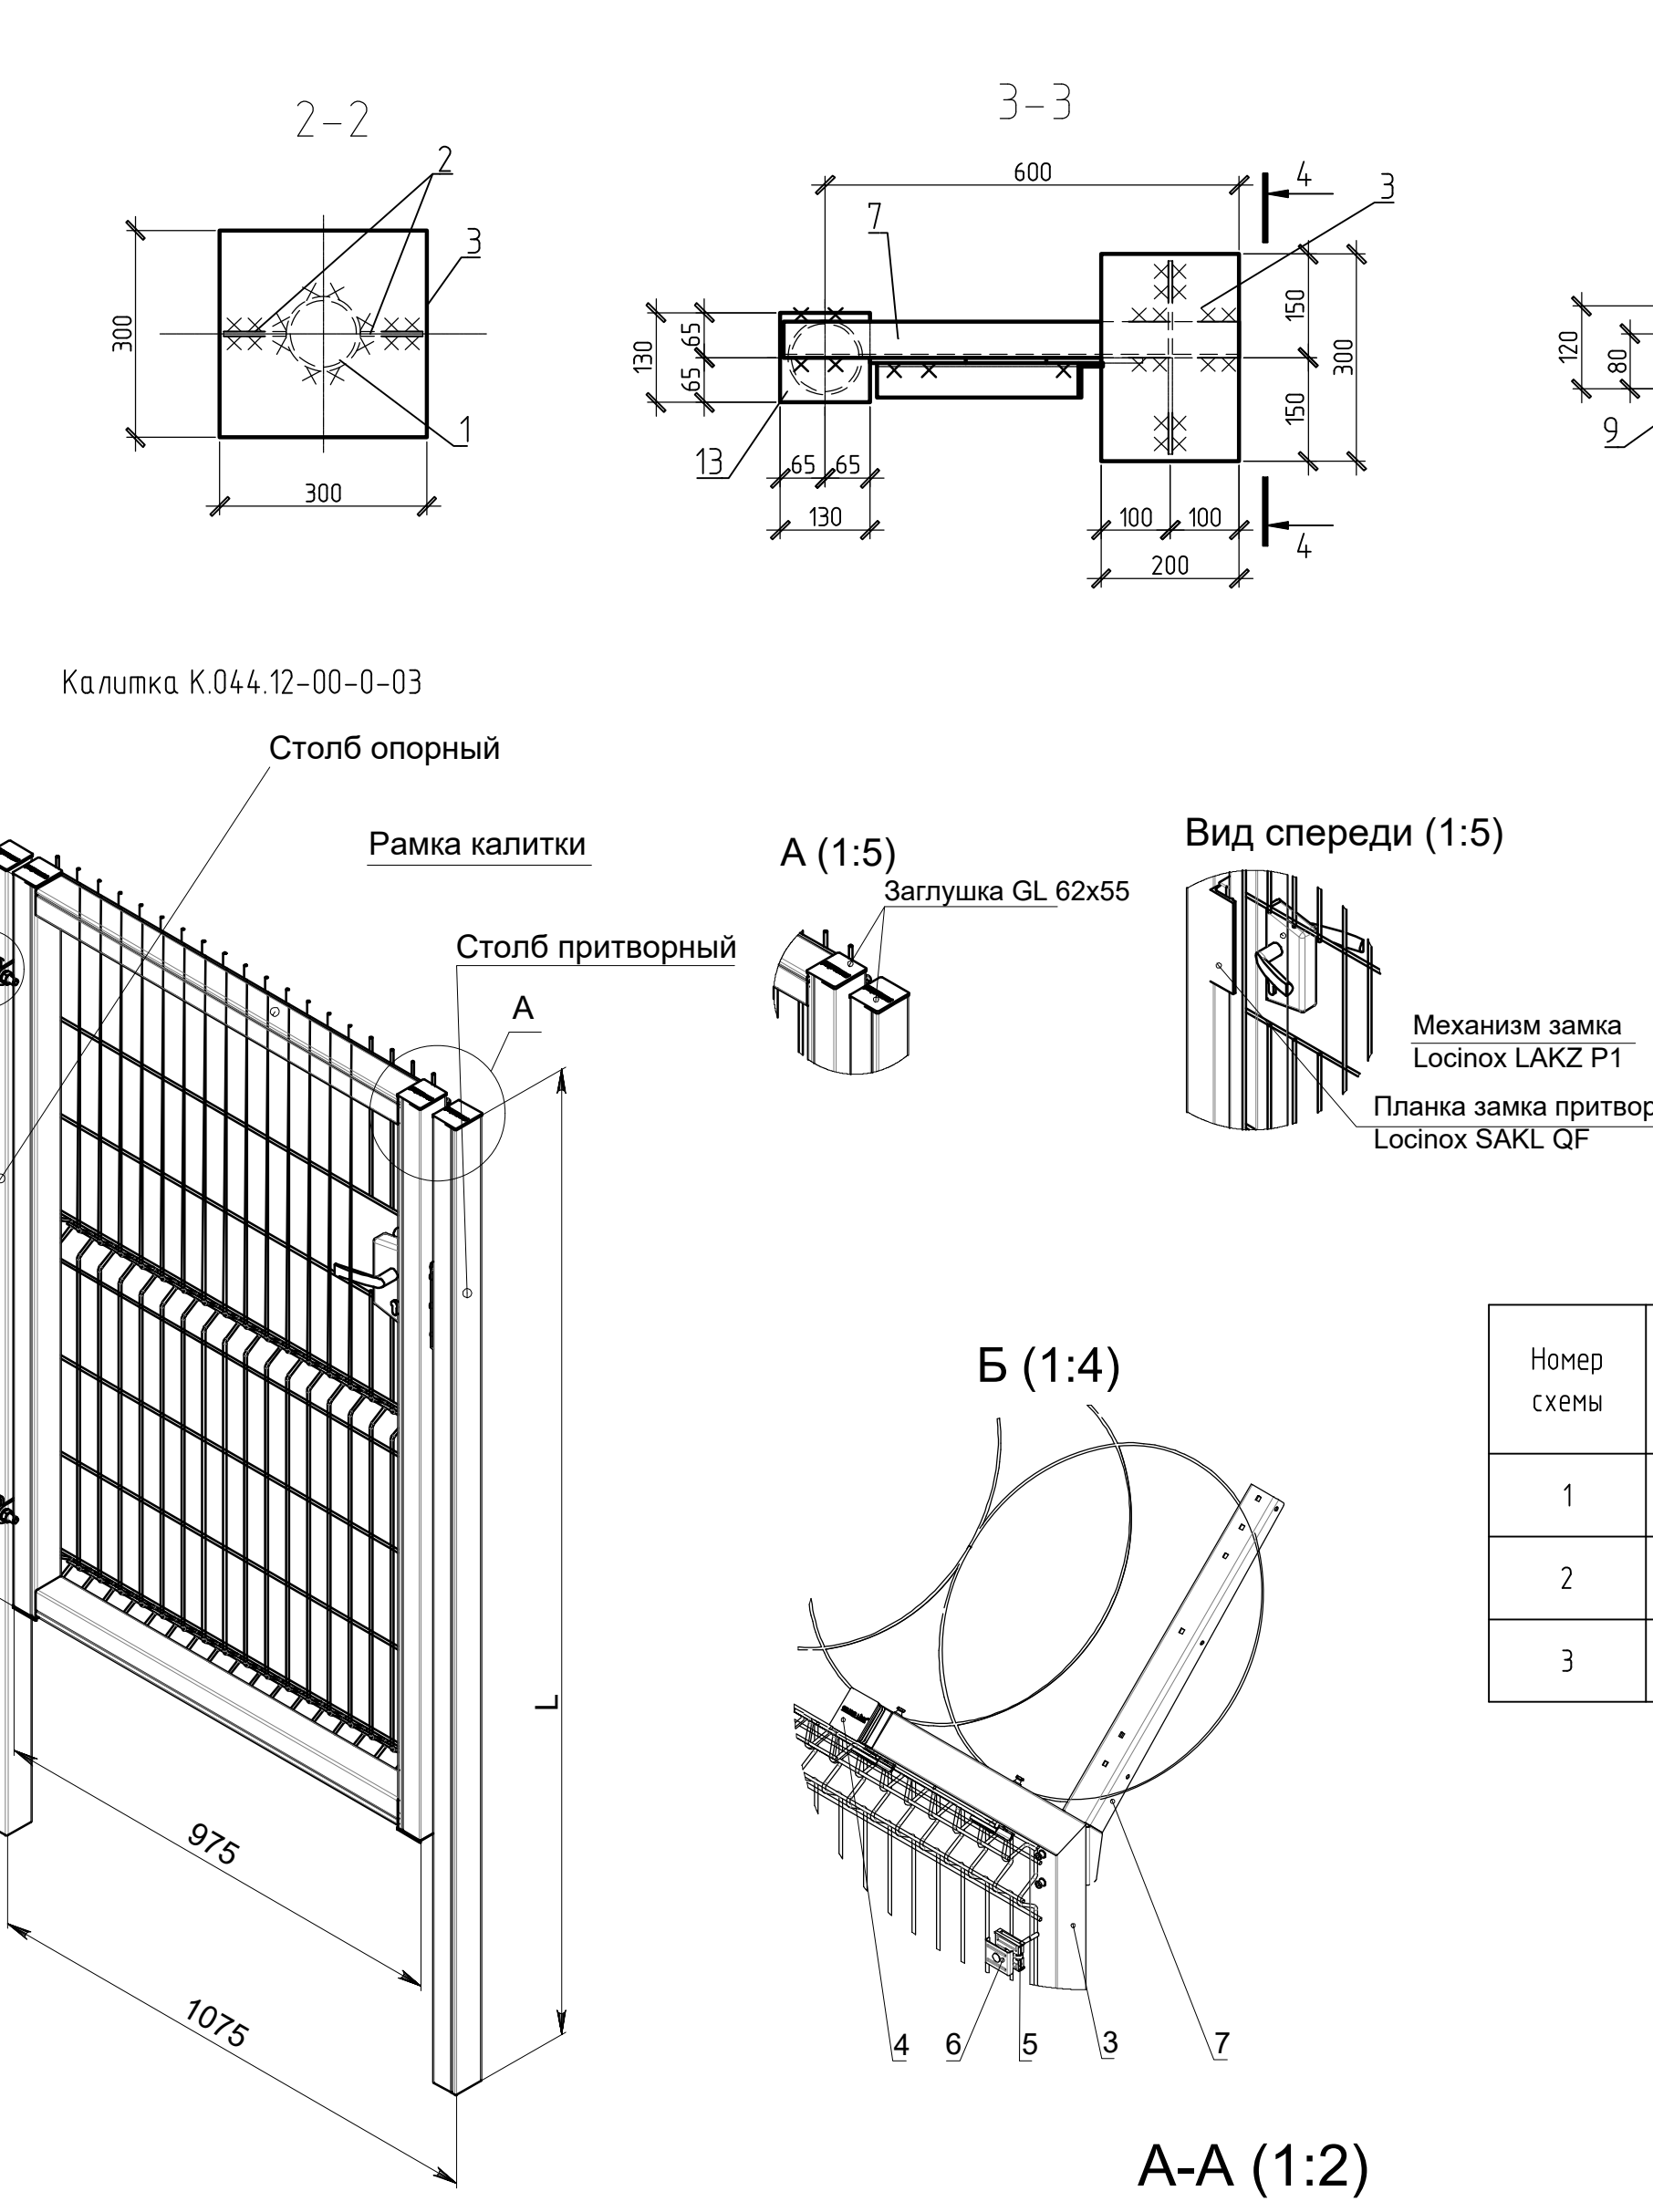 2-2
2
3
300
1
300
3-3
600
4
3
7
150
300
150
130
65
65
13
65
65
130
100
100
200
4
120
80
9
Калитка К.044.12-00-0-03
Столб опорный
Рамка калитки
Столб притворный
А
А (1:5)
Заглушка GL 62x55
Вид спереди (1:5)
Механизм замка
Locinox LAKZ P1
Планка замка притвор
Locinox SAKL QF
L
975
1075
Б (1:4)
4
6
5
3
7
Номер
схемы
1
2
3
А-А (1:2)